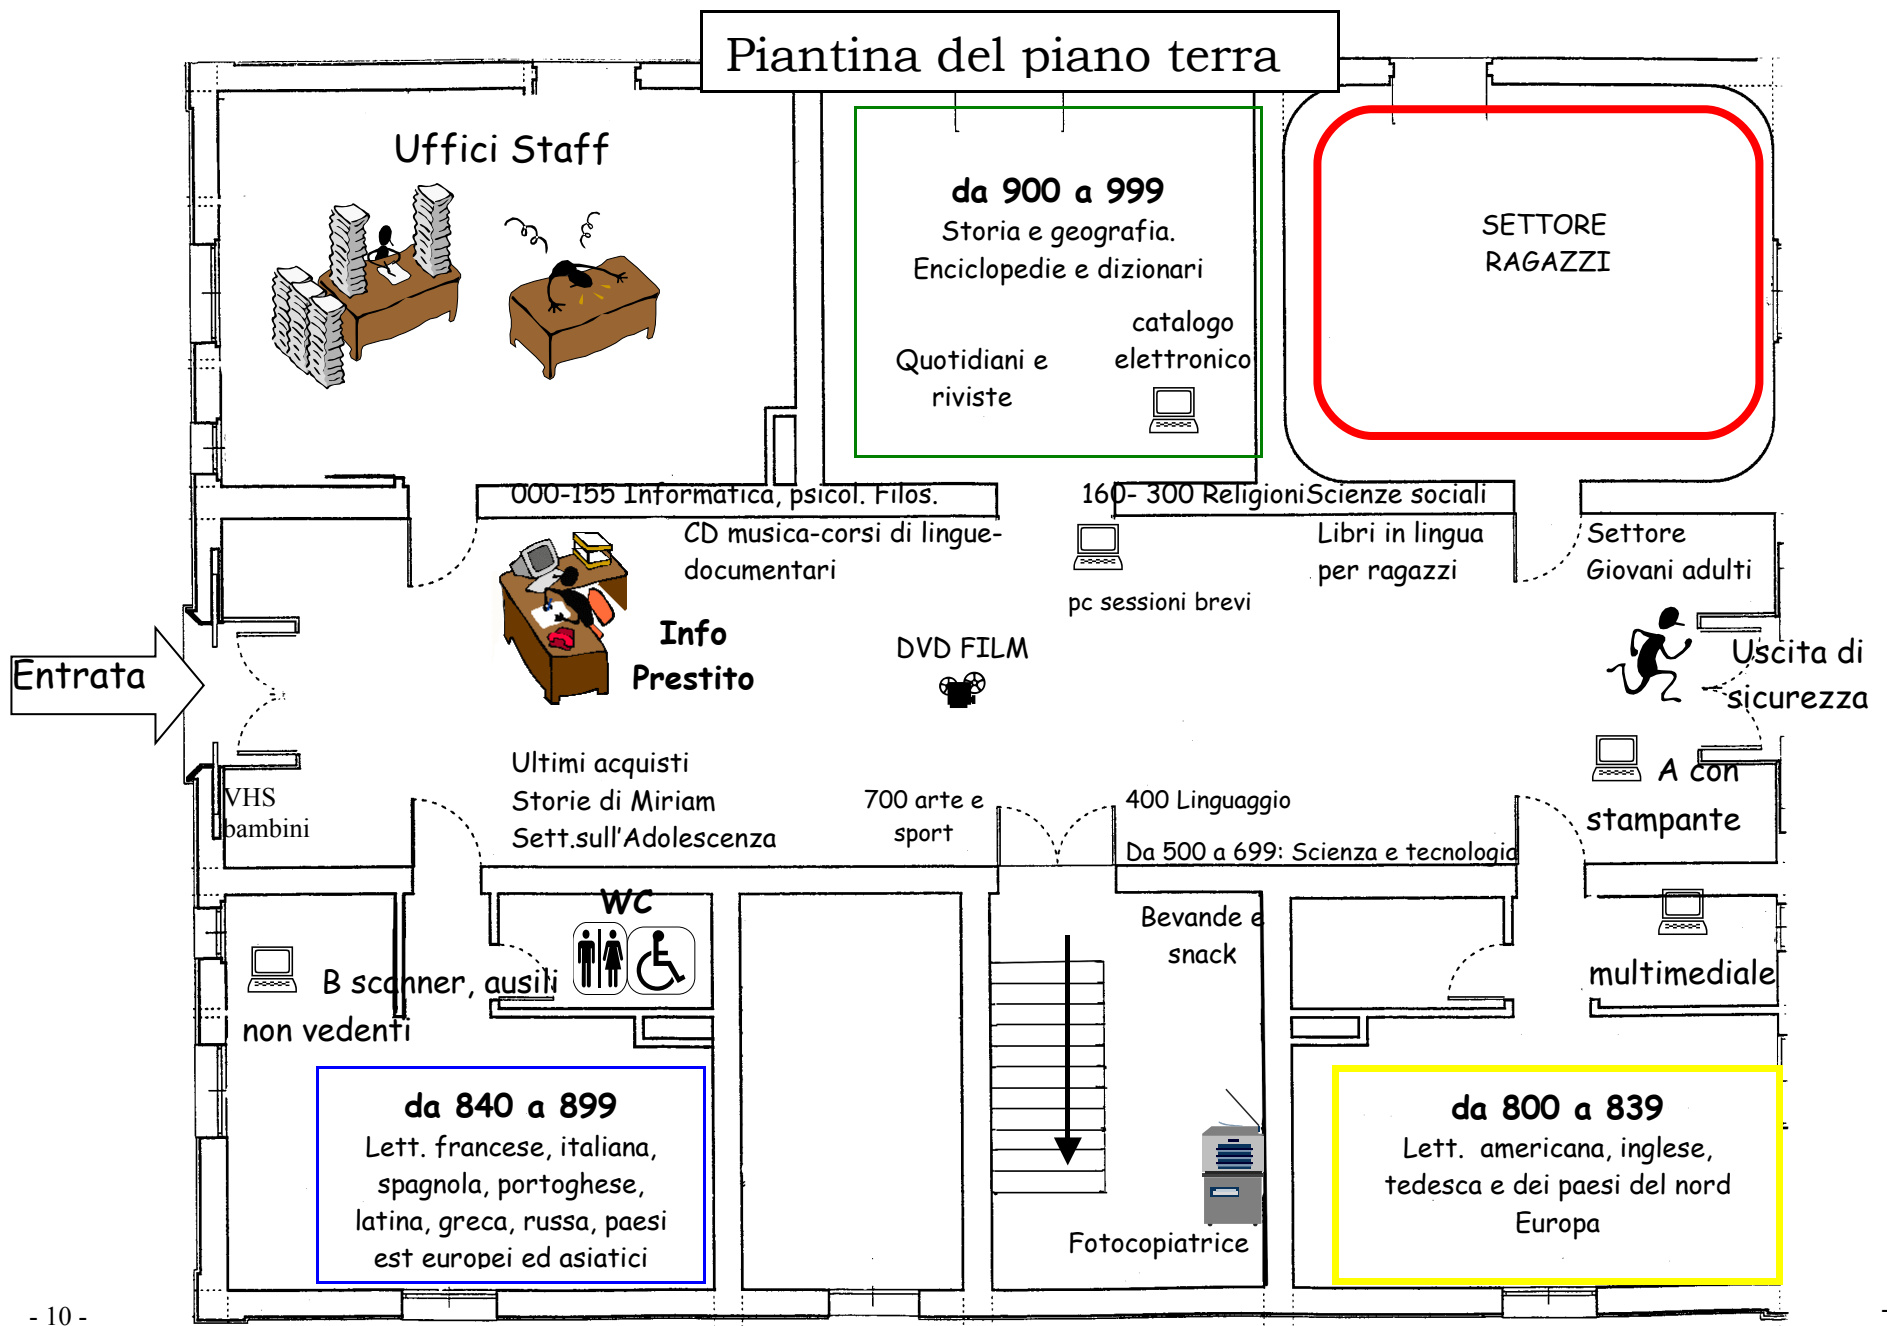 Piantina del piano terra
Uffici Staff
da 900 a 999
Storia e geografia.
Enciclopedie e dizionari
Quotidiani e
riviste
catalogo
elettronico
SETTORE
RAGAZZI
000-155 Informatica, psicol. Filos.
CD musica-corsi di lingue-
documentari
160- 300 ReligioniScienze sociali
pc sessioni brevi
Libri in lingua
per ragazzi
Settore
Giovani adulti
Info
Prestito
DVD FILM
Entrata
Uscita di
sicurezza
A con
stampante
VHS
bambini
Ultimi acquisti
Storie di Miriam
Sett.sull'Adolescenza
700 arte e
sport
400 Linguaggio
Da 500 a 699: Scienza e tecnologia
WC
B scanner, ausili
non vedenti
Bevande e
snack
multimediale
da 840 a 899
Lett. francese, italiana,
spagnola, portoghese,
latina, greca, russa, paesi
est europei ed asiatici
Fotocopiatrice
da 800 a 839
Lett. americana, inglese,
tedesca e dei paesi del nord
Europa
- 10 -
-